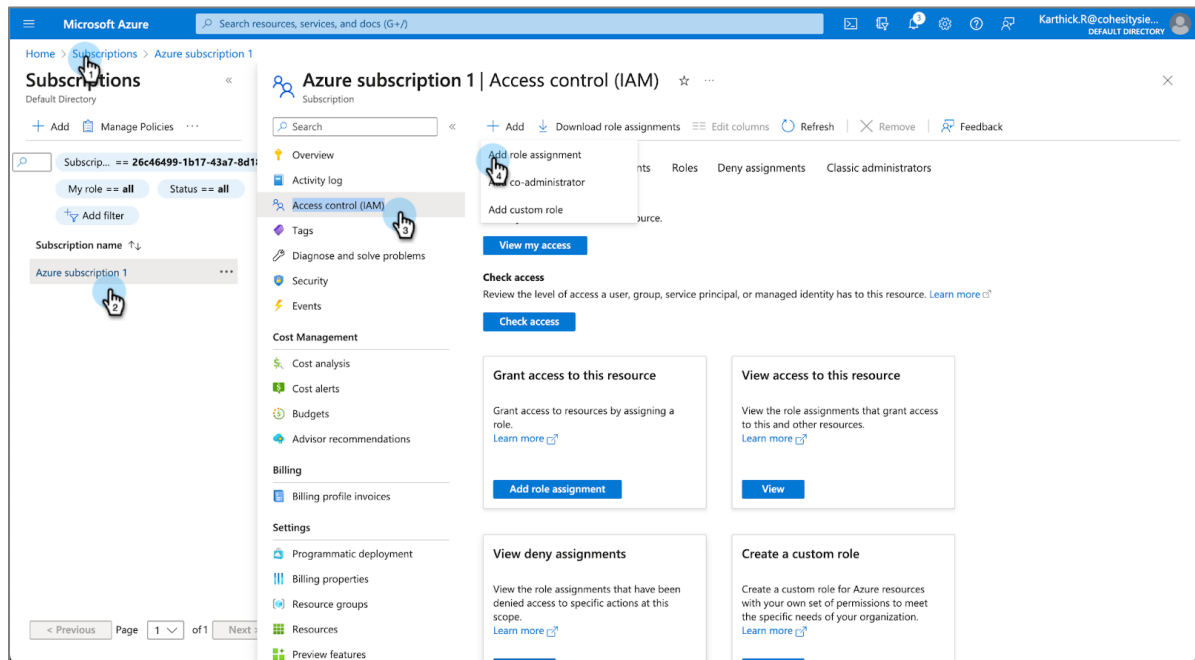 Microsoft Azure
Search resources, services, and docs (G+/)
3
Karthick.R@cohesitysie...
DEFAULT DIRECTORY
Home > Subscriptions > Azure subscription 1
1
Subscriptions
«
Default Directory
+ Add Manage Policies ...
Subscrip... == 26c46499-1b17-43a7-8d1
My role == all Status == all
Add filter
Subscription name ↑↓
Azure subscription 1 ...
2
< Previous Page 1 of 1 Next
Azure subscription 1 | Access control (IAM) ☆ ...
Subscription
Search «
Overview
Activity log
Access control (IAM)
3
Tags
Diagnose and solve problems
Security
Events
Cost Management
Cost analysis
Cost alerts
Budgets
Advisor recommendations
Billing
Billing profile invoices
Settings
Programmatic deployment
Billing properties
Resource groups
Resources
Preview features
+ Add Download role assignments Edit columns Refresh | Remove | Feedback
Add role assignment
4
co-administrator
Add custom role
nts Roles Deny assignments Classic administrators
urce.
View my access
Check access
Review the level of access a user, group, service principal, or managed identity has to this resource. Learn more
Check access
Grant access to this resource
Grant access to resources by assigning a
role.
Learn more
Add role assignment
View access to this resource
View the role assignments that grant access
to this and other resources.
Learn more
View
View deny assignments
View the role assignments that have been
denied access to specific actions at this
scope.
Learn more
Create a custom role
Create a custom role for Azure resources
with your own set of permissions to meet
the specific needs of your organization.
Learn more